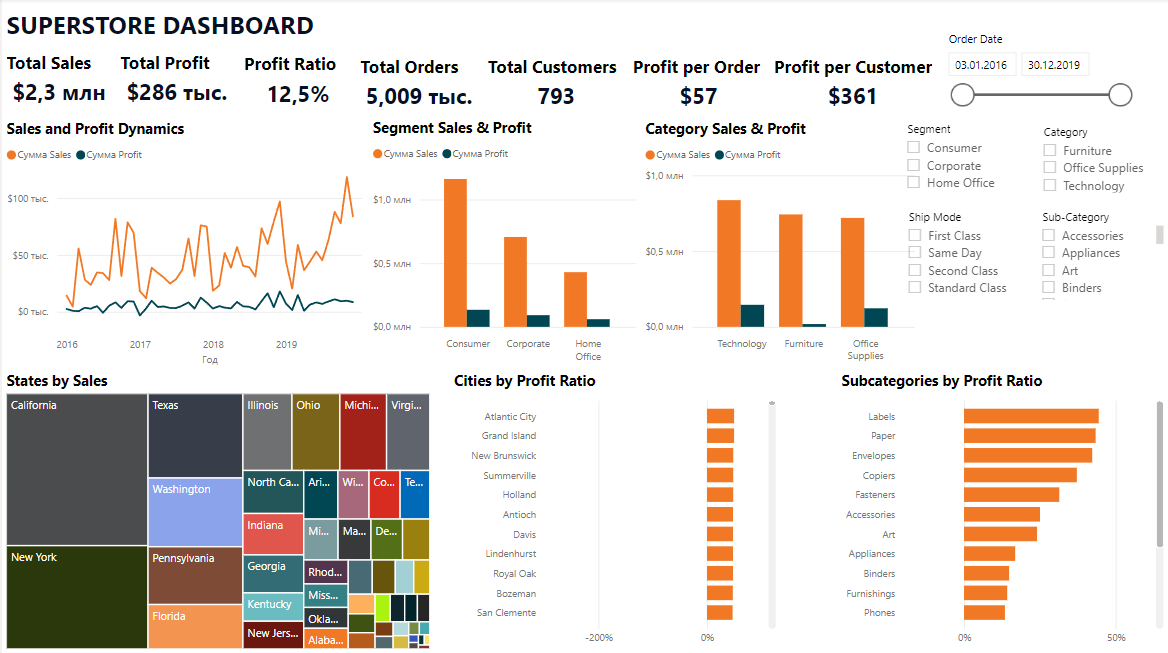 SUPERSTORE DASHBOARD
Total Sales
$2,3 млн
Total Profit
$286 тыс.
Profit Ratio
12,5%
Total Orders
5,009 тыс.
Total Customers
793
Profit per Order
$57
Profit per Customer
$361
Order Date
03.01.2016 30.12.2019
Sales and Profit Dynamics
Сумма Sales Сумма Profit
$100 тыс.
$50 тыс.
$0 тыс.
2016 2017 2018 2019
Год
Segment Sales & Profit
Сумма Sales Сумма Profit
$1,0 млн
$0,5 млн
$0,0 млн
Consumer Corporate Home
Office
Category Sales & Profit
Сумма Sales Сумма Profit
$1,0 млн
$0,5 млн
$0,0 млн
Technology Furniture Office
Supplies
Segment
Consumer
Corporate
Home Office
Category
Furniture
Office Supplies
Technology
Ship Mode
First Class
Same Day
Second Class
Standard Class
Sub-Category
Accessories
Appliances
Art
Binders
States by Sales
California
New York
Texas
Washington
Pennsylvania
Florida
Illinois
Ohio
Michi...
Virgi...
North Ca...
Indiana
Georgia
Kentucky
New Jers...
Ari...
Wi...
Co...
Te...
Mi...
Ma...
De...
Rhod...
Miss...
Okla...
Alaba...
Cities by Profit Ratio
Atlantic City
Grand Island
New Brunswick
Summerville
Holland
Antioch
Davis
Lindenhurst
Royal Oak
Bozeman
San Clemente
-200% 0%
Subcategories by Profit Ratio
Labels
Paper
Envelopes
Copiers
Fasteners
Accessories
Art
Appliances
Binders
Furnishings
Phones
0% 50%